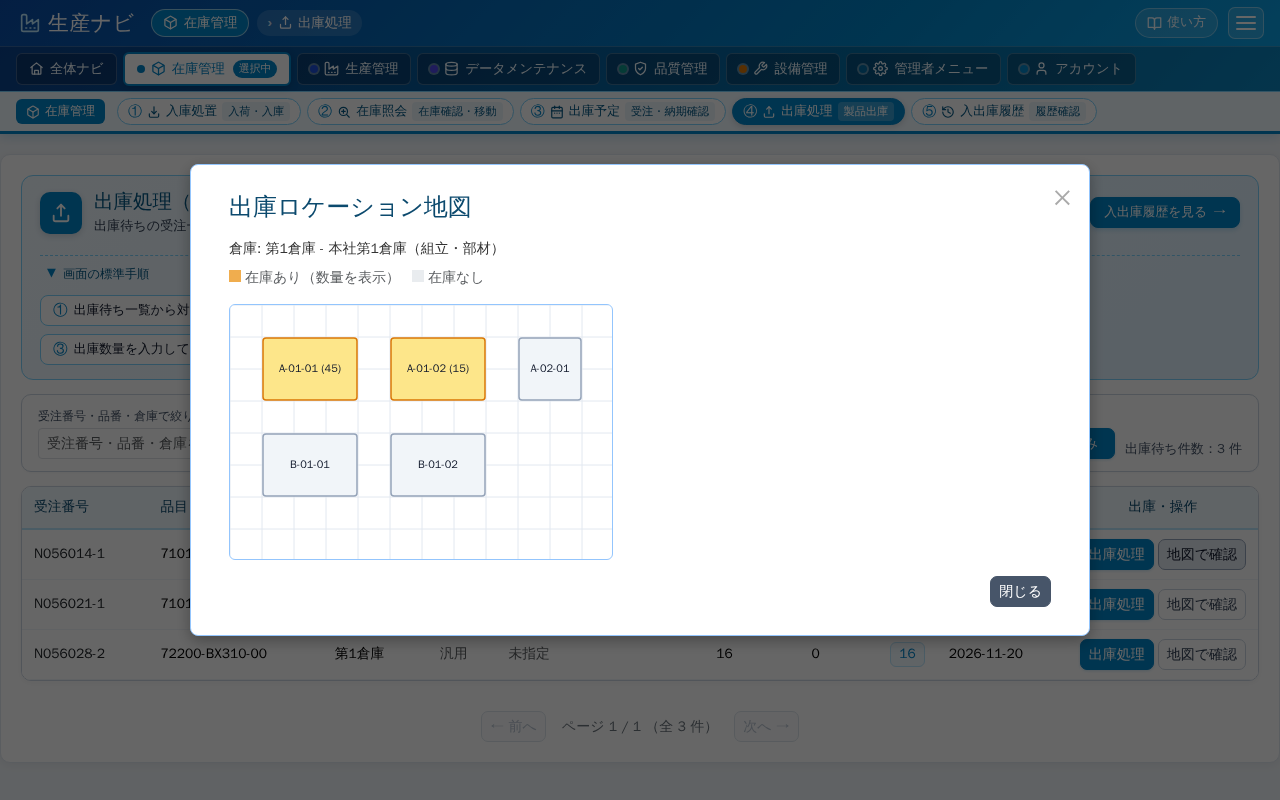 生産ナビ 在庫管理 › 出庫処理 使い方
全体ナビ 在庫管理 選択中 生産管理 データメンテナンス 品質管理 設備管理 管理者メニュー アカウント
在庫管理 ① 入庫処置 入荷・入庫 ② 在庫照会 在庫確認・移動 ③ 出庫予定 受注・納期確認 ④ 出庫処理 製品出庫 ⑤ 入出庫履歴 履歴確認
出庫処理（
出庫待ちの受注
入出庫履歴を見る →
▼ 画面の標準手順
① 出庫待ち一覧から対
③ 出庫数量を入力して
出庫ロケーション地図
倉庫: 第1倉庫 - 本社第1倉庫（組立・部材）
在庫あり（数量を表示） 在庫なし
A-01-01 (45) A-01-02 (15) A-02-01
B-01-01 B-01-02
閉じる
受注番号・品番・倉庫で絞り
受注番号・品番・倉庫
み 出庫待ち件数：3 件
受注番号 品目 出庫・操作
N056014-1 7101 出庫処理 地図で確認
N056021-1 7101 出庫処理 地図で確認
N056028-2 72200-BX310-00 第1倉庫 汎用 未指定 16 0 16 2026-11-20 出庫処理 地図で確認
← 前へ ページ 1 / 1 （全 3 件） 次へ →